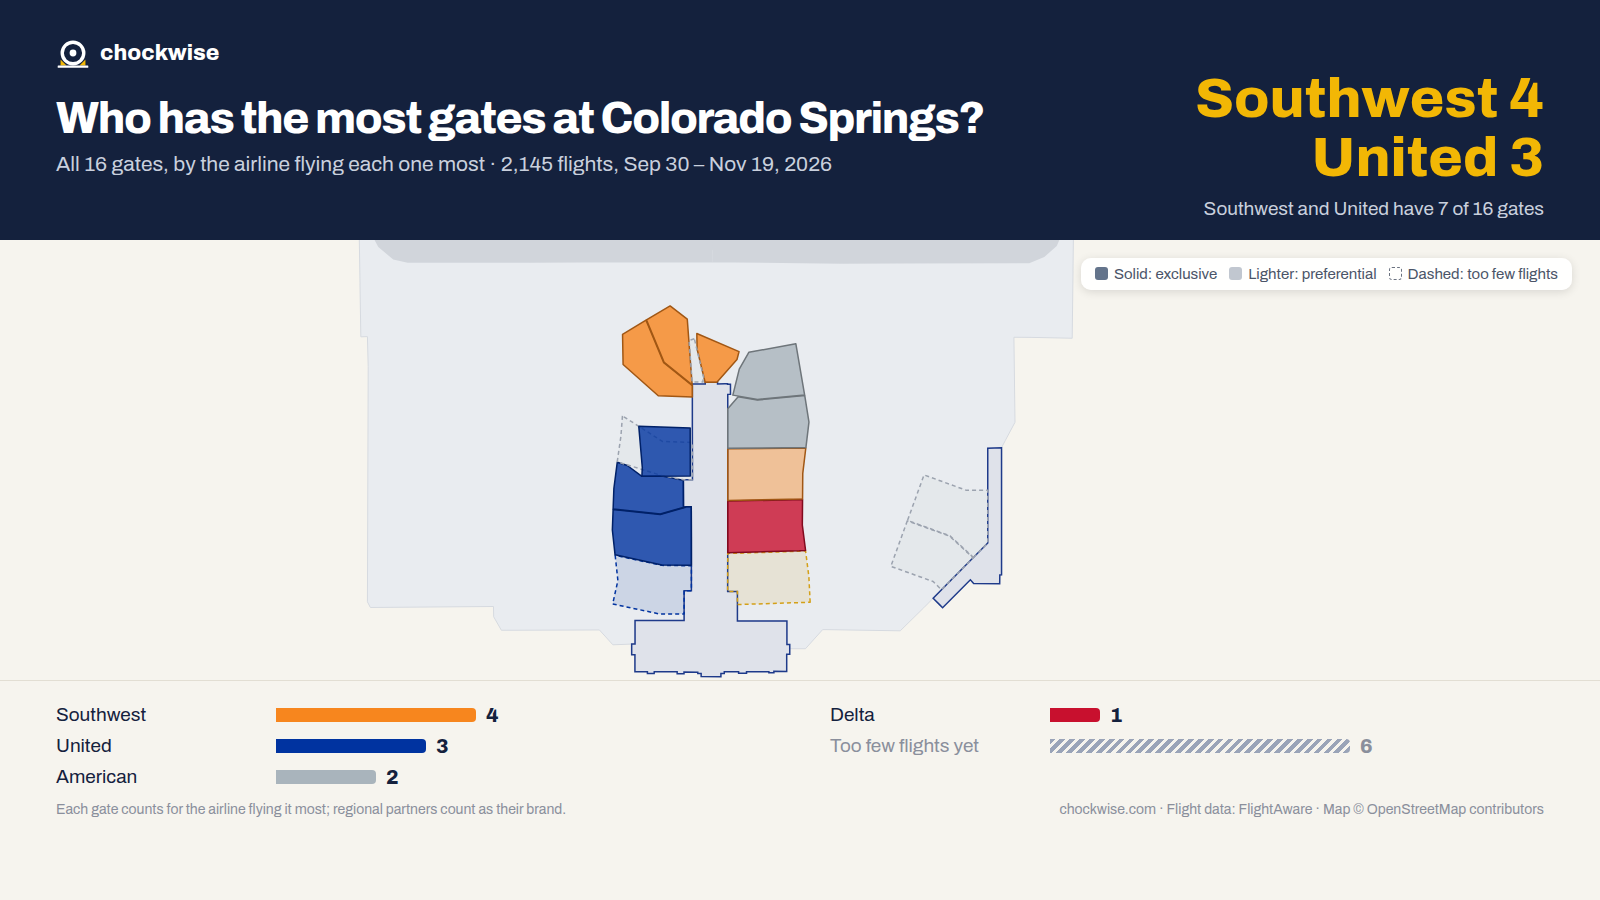 chockwise
Who has the most gates at Colorado Springs?
All 16 gates, by the airline flying each one most · 2,145 flights, Sep 30 – Nov 19, 2026
Southwest 4
United 3
Southwest and United have 7 of 16 gates
Solid: exclusive Lighter: preferential Dashed: too few flights
Southwest 4
United 3
American 2
Delta 1
Too few flights yet 6
Each gate counts for the airline flying it most; regional partners count as their brand.
chockwise.com · Flight data: FlightAware · Map © OpenStreetMap contributors